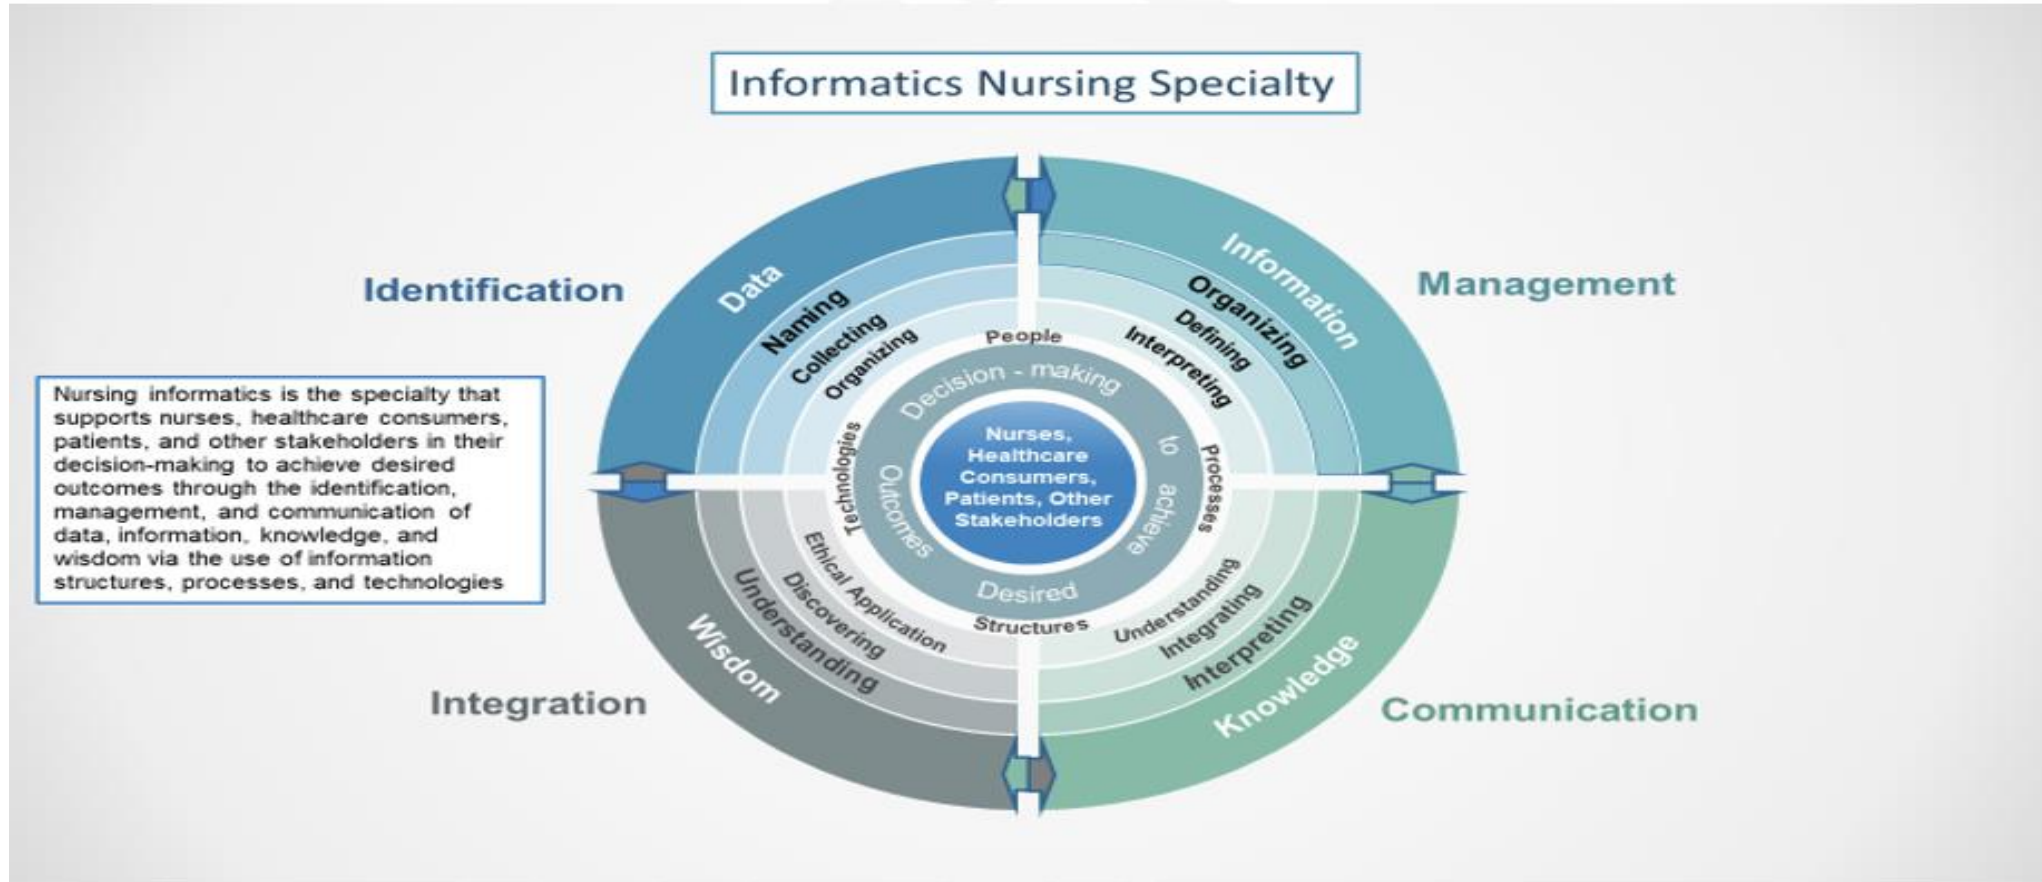 Informatics Nursing Specialty
Identification
Management
Nursing informatics is the specialty that
supports nurses, healthcare consumers,
patients, and other stakeholders in their
decision-making to achieve desired
outcomes through the identification,
management, and communication of
data, information, knowledge, and
wisdom via the use of information
structures, processes, and technologies
Data
Naming
Collecting
Organizing
Information
Organizing
Defining
Interpreting
People
Processes
Structures
Technologies
Decision - making
to achieve
Desired
Outcomes
Nurses,
Healthcare
Consumers,
Patients, Other
Stakeholders
Ethical Application
Discovering
Understanding
Wisdom
Understanding
Integrating
Interpreting
Knowledge
Integration
Communication